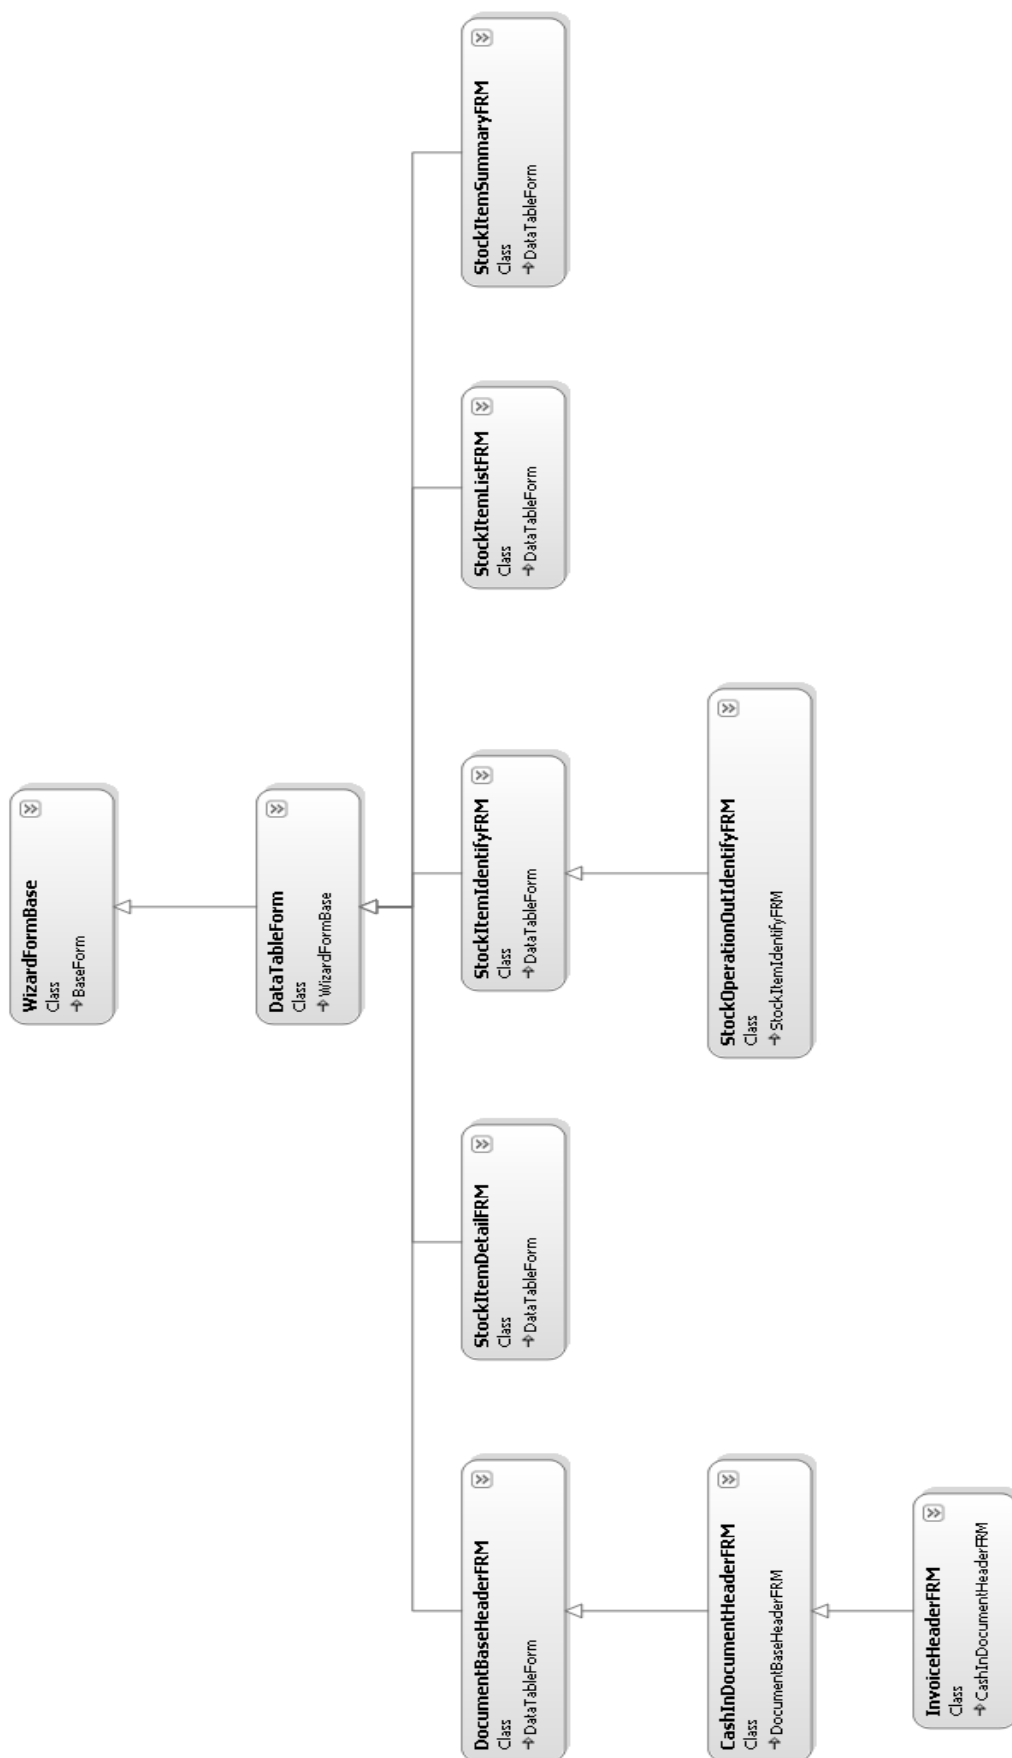 WizardFormBase
Class
BaseForm
DataTableForm
Class
WizardFormBase
DocumentBaseHeaderFRM
Class
DataTableForm
StockItemDetailFRM
Class
DataTableForm
StockItemIdentifyFRM
Class
DataTableForm
StockItemListFRM
Class
DataTableForm
StockItemSummaryFRM
Class
DataTableForm
CashInDocumentHeaderFRM
Class
DocumentBaseHeaderFRM
StockOperationOutIdentifyFRM
Class
StockItemIdentifyFRM
InvoiceHeaderFRM
Class
CashInDocumentHeaderFRM